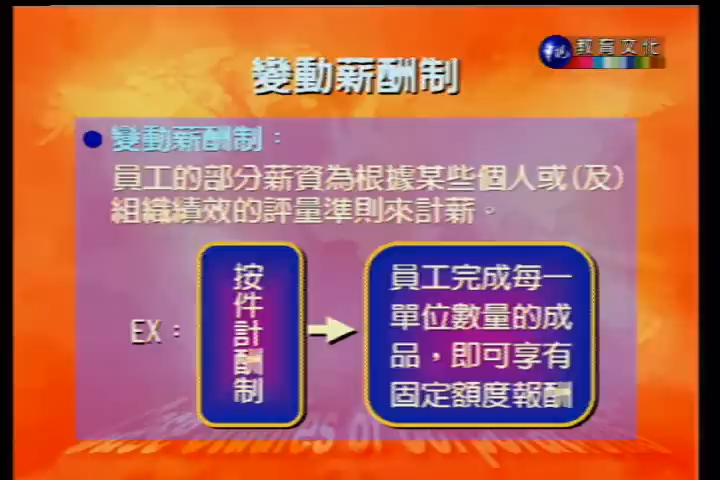 變動薪酬制
華視 教育文化
變動薪酬制：
員工的部分薪資為根據某些個人或(及)
組織績效的評量準則來計薪。
EX：
按件計酬制
員工完成每一
單位數量的成
品，即可享有
固定額度報酬